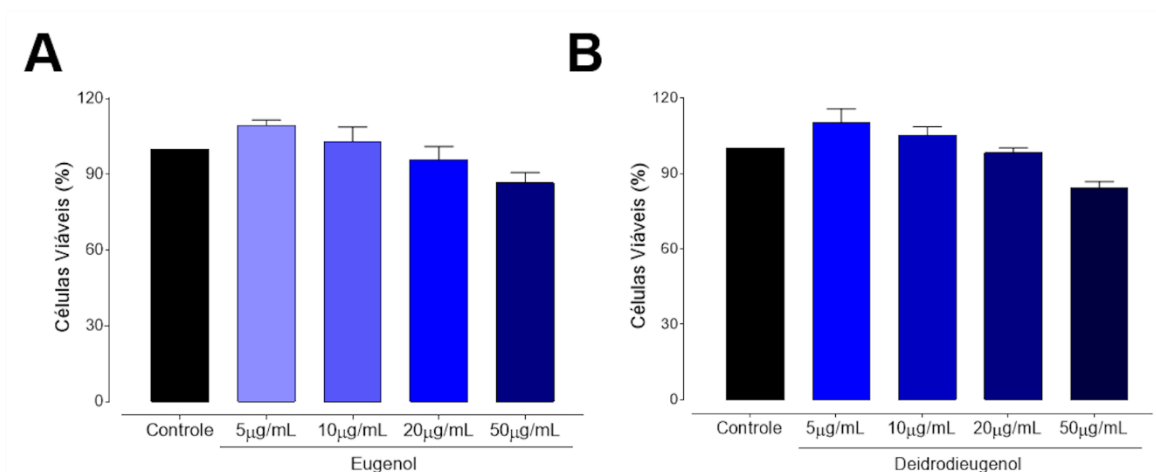 A
Células Viáveis (%)
120
90
60
30
0
Controle 5μg/mL 10μg/mL 20μg/mL 50μg/mL
Eugenol
B
Células Viáveis (%)
120
90
60
30
0
Controle 5μg/mL 10μg/mL 20μg/mL 50μg/mL
Deidrodieugenol